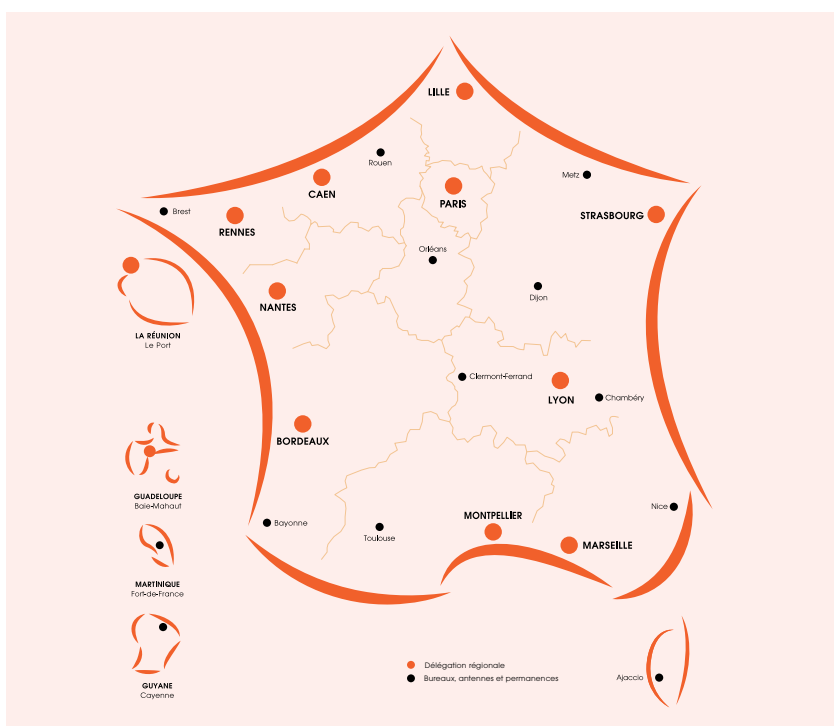 LILLE
Rouen
Metz
CAEN
PARIS
Brest
STRASBOURG
RENNES
Orléans
Dijon
NANTES
LA RÉUNION
Le Port
Clermont-Ferrand
LYON
Chambéry
BORDEAUX
GUADELOUPE
Baie-Mahaut
Nice
MONTPELLIER
Bayonne
Toulouse
MARSEILLE
MARTINIQUE
Fort-de-France
Délégation régionale
Bureaux, antennes et permanences
Ajaccio
GUYANE
Cayenne